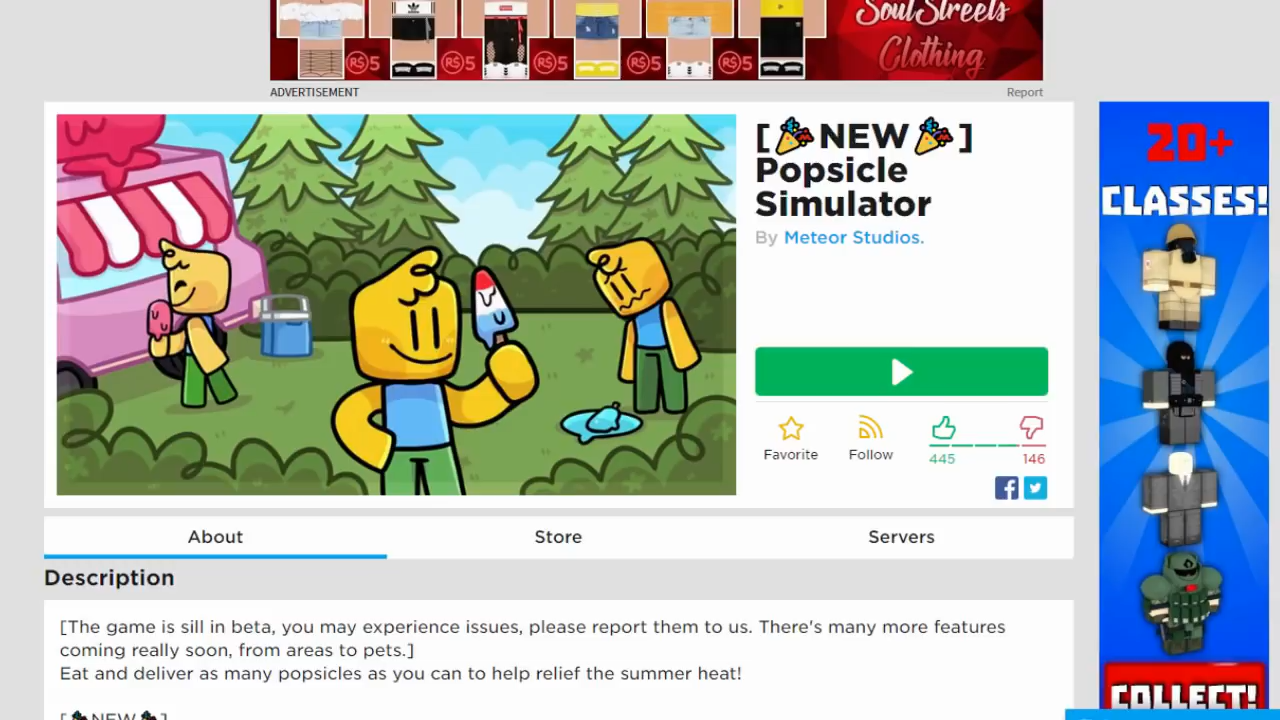 SoulStreets
Clothing
R$ 5 R$ 5 R$ 5 R$ 5 R$ 5
ADVERTISEMENT Report
[🎉NEW🎉]
Popsicle
Simulator
By Meteor Studios.
Favorite Follow 445 146
20+
CLASSES!
COLLECT!
About Store Servers
Description
[The game is sill in beta, you may experience issues, please report them to us. There's many more features
coming really soon, from areas to pets.]
Eat and deliver as many popsicles as you can to help relief the summer heat!
[🎉NEW🎉]